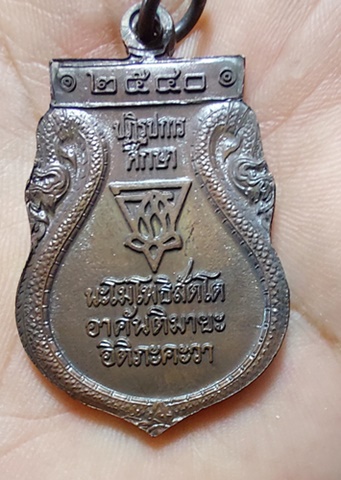 ๒๕๔๐
ปฏิรูปการ
ศึกษา
นะโมโพธิสัตโต
อาคันติมายะ
อิติภะคะวา